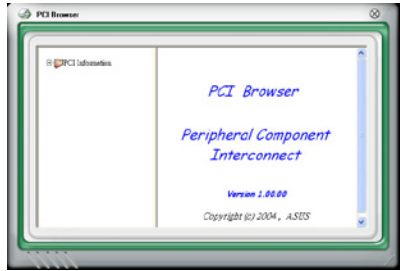 PCI Browser
PCI Information
PCI Browser
Peripheral Component
Interconnect
Version 1.00.00
Copyright (c) 2004, ASUS